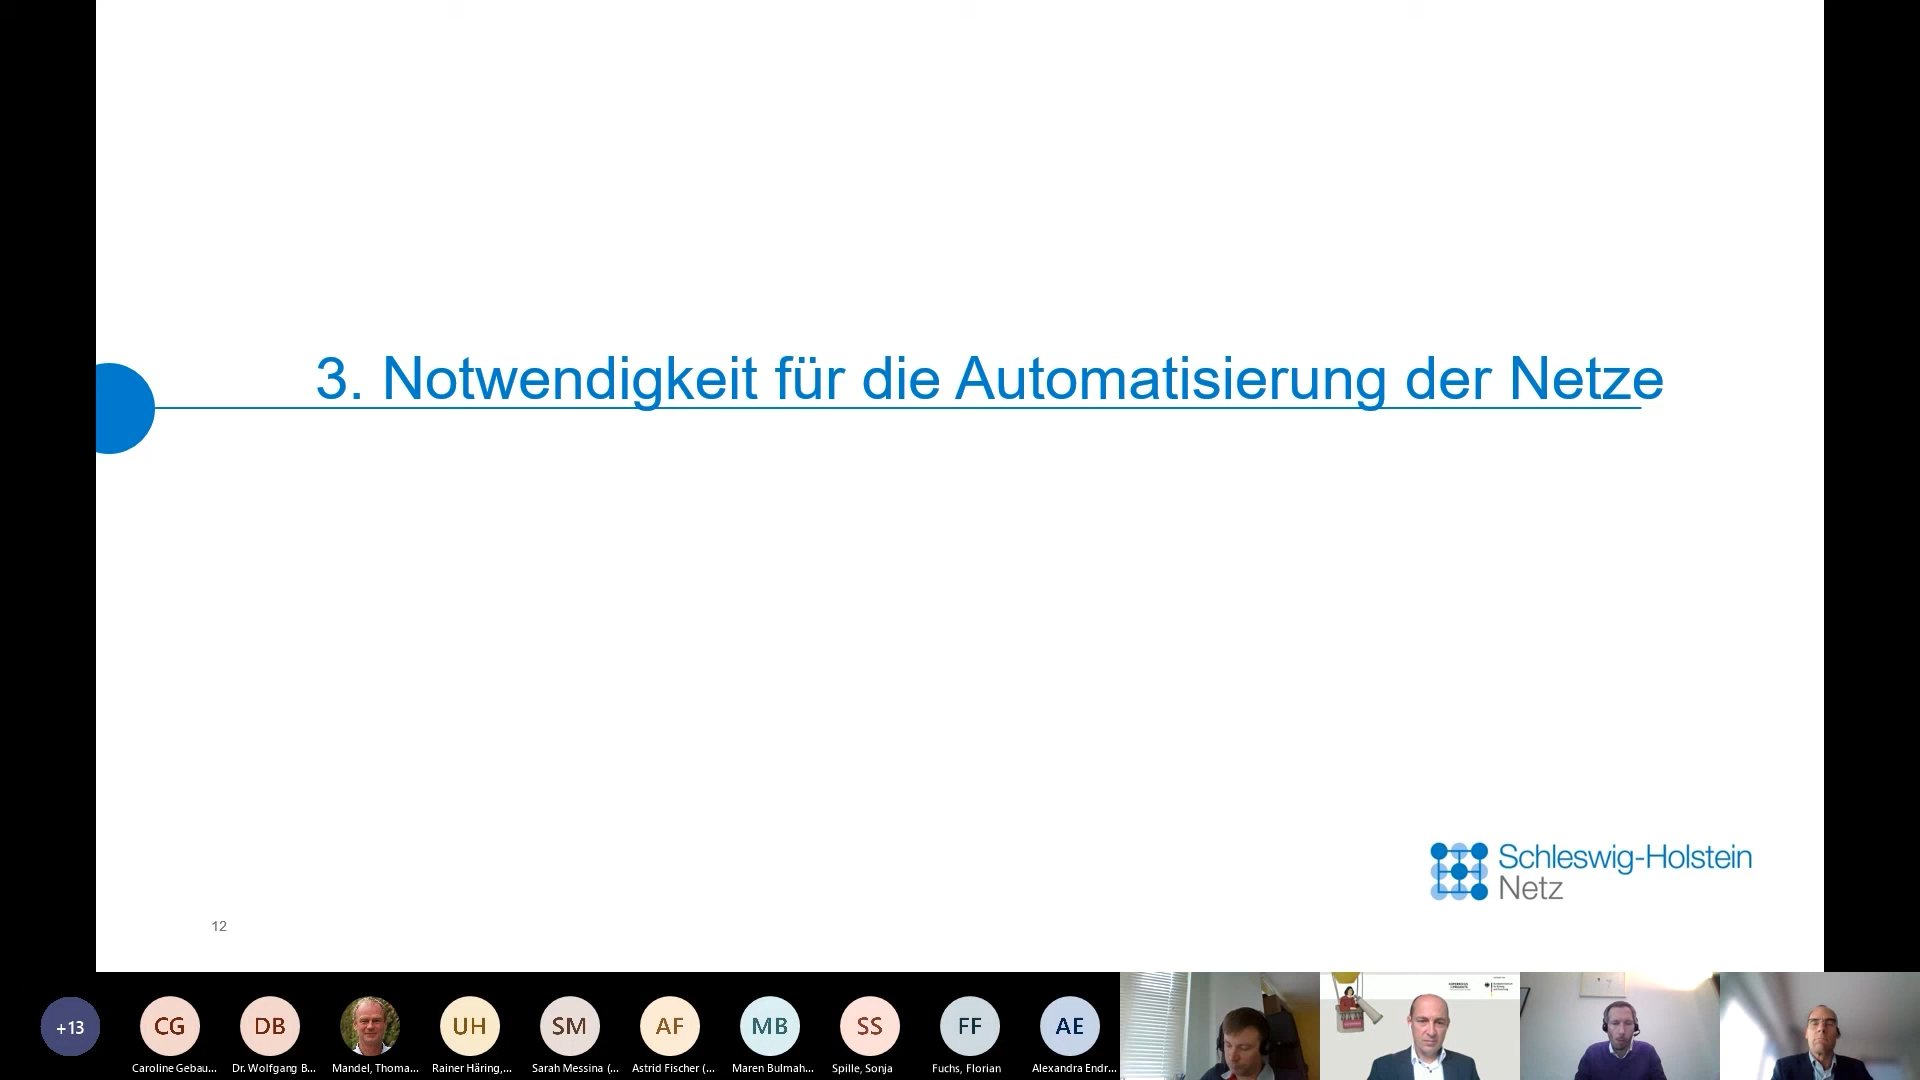 3. Notwendigkeit für die Automatisierung der Netze
Schleswig-Holstein
Netz
12
+13
CG
DB
UH
SM
AF
MB
SS
FF
AE
Caroline Gebau...
Dr. Wolfgang B...
Mandel, Thoma...
Rainer Häring,...
Sarah Messina (...
Astrid Fischer (...
Maren Bulmah...
Spille, Sonja
Fuchs, Florian
Alexandra Endr...